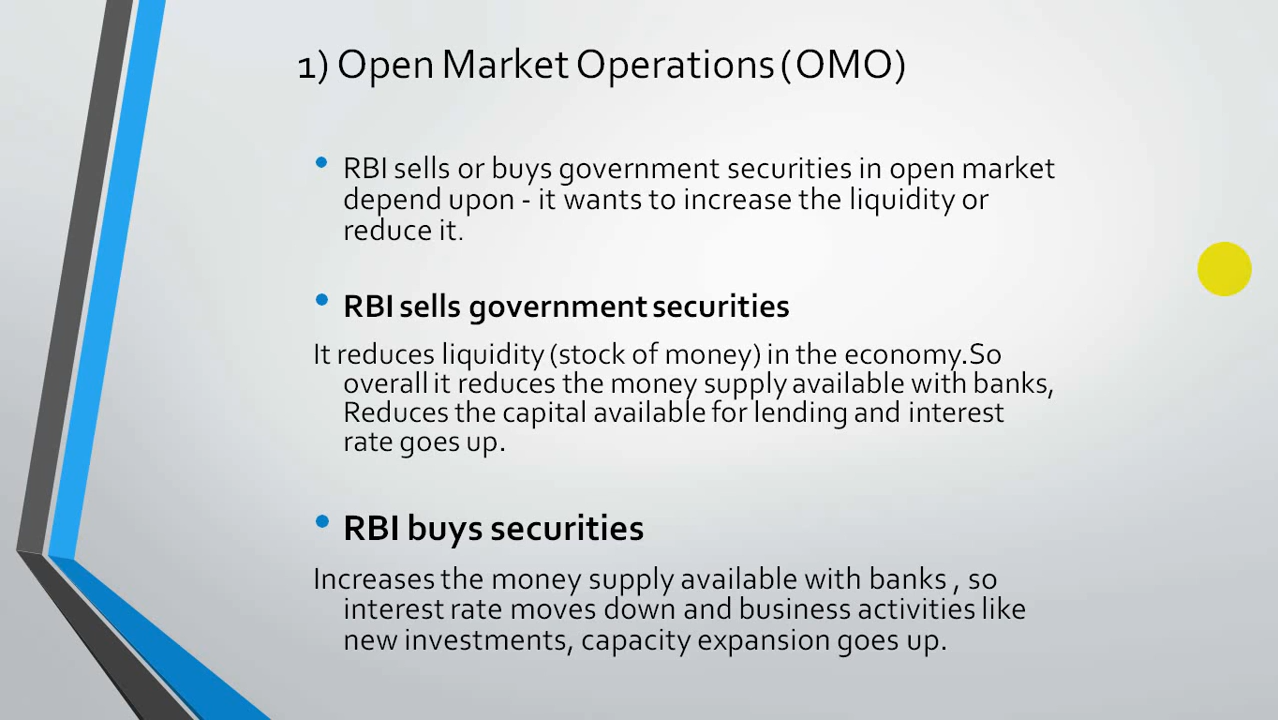 1) Open Market Operations (OMO)
• RBI sells or buys government securities in open market
depend upon - it wants to increase the liquidity or
reduce it.
• RBI sells government securities
It reduces liquidity (stock of money) in the economy.So
overall it reduces the money supply available with banks,
Reduces the capital available for lending and interest
rate goes up.
• RBI buys securities
Increases the money supply available with banks , so
interest rate moves down and business activities like
new investments, capacity expansion goes up.